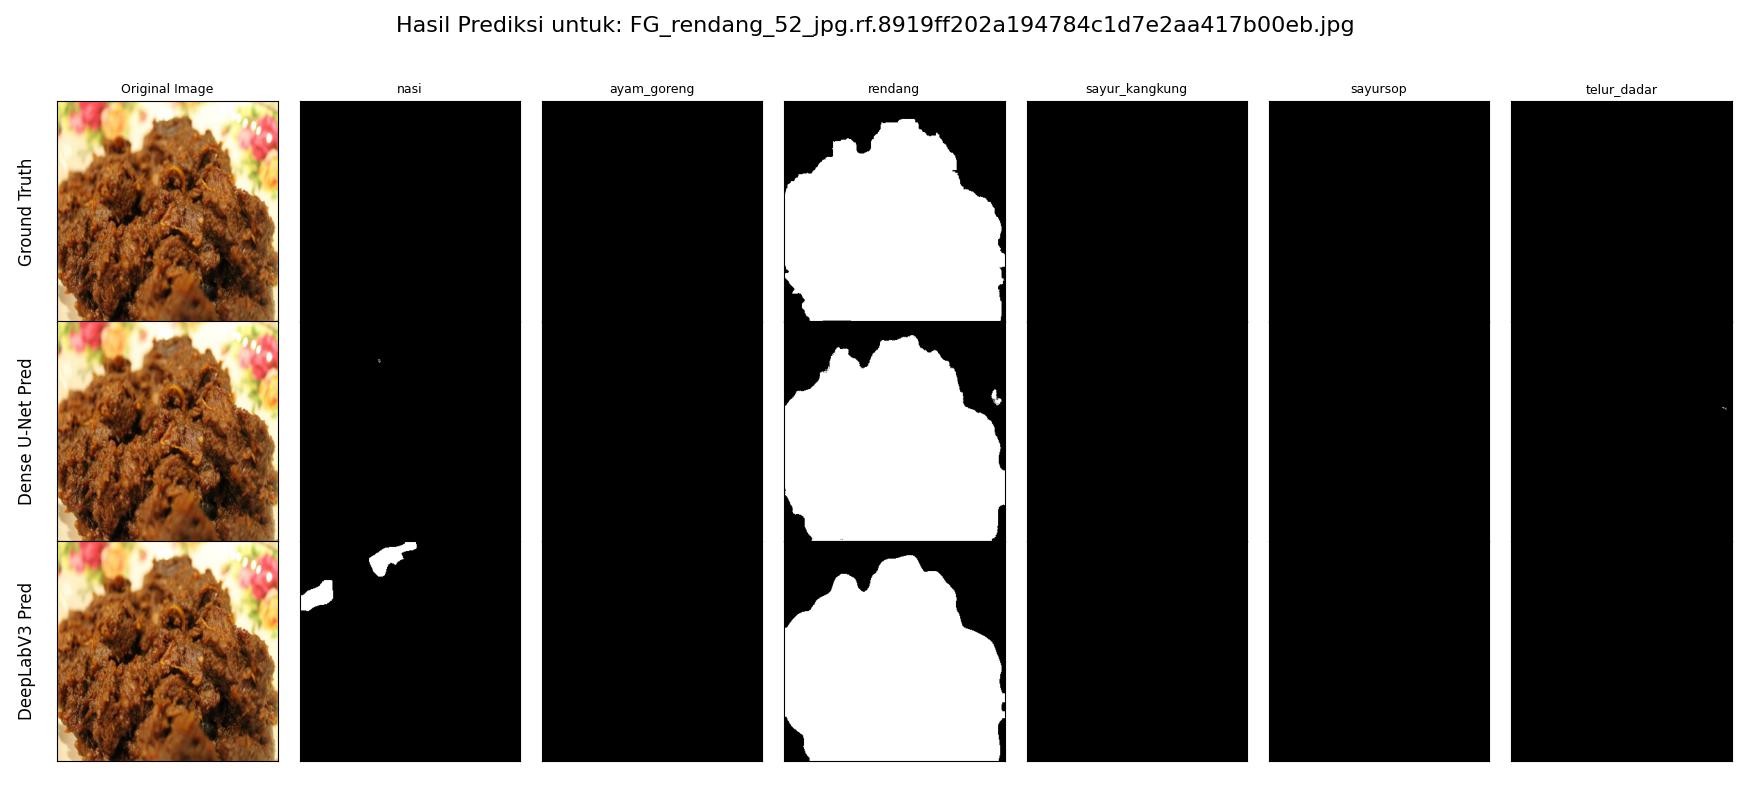 Hasil Prediksi untuk: FG_rendang_52_jpg.rf.8919ff202a194784c1d7e2aa417b00eb.jpg
Original Image
nasi
ayam_goreng
rendang
sayur_kangkung
sayursop
telur_dadar
Ground Truth
Dense U-Net Pred
DeepLabV3 Pred